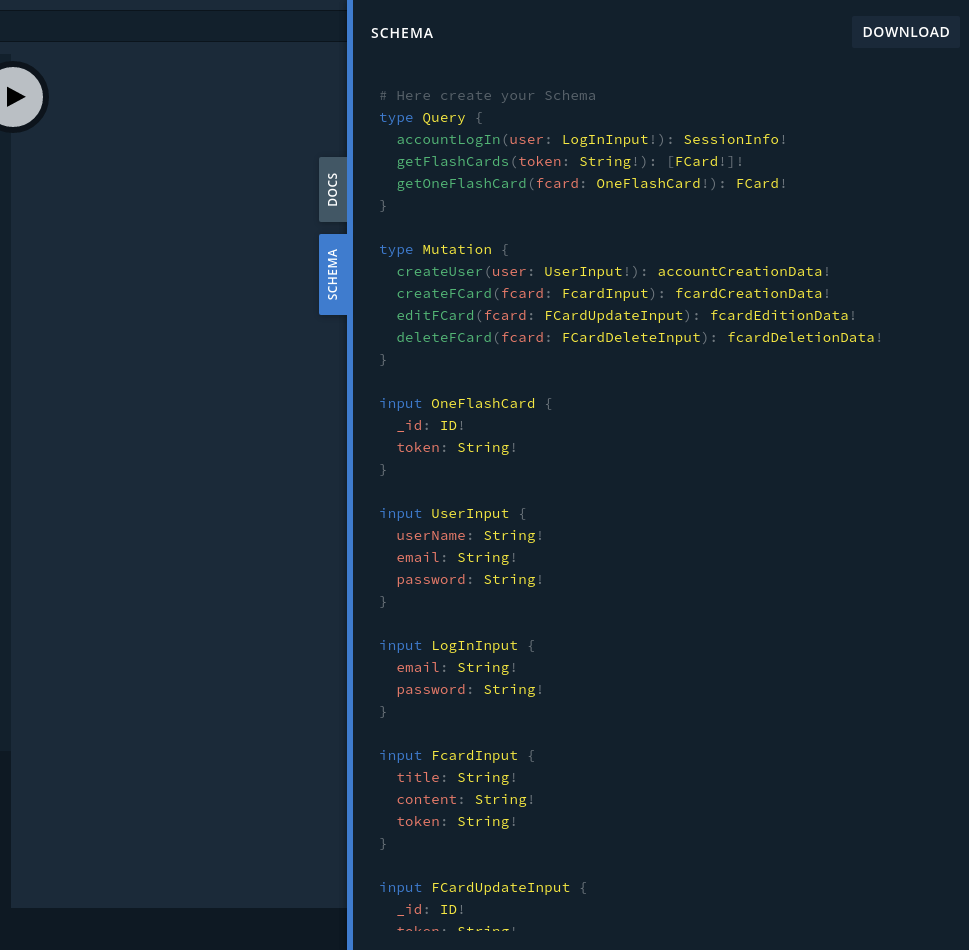 SCHEMA
DOWNLOAD
DOCS
SCHEMA
# Here create your Schema
type Query {
  accountLogIn(user: LogInInput!): SessionInfo!
  getFlashCards(token: String!): [FCard!]!
  getOneFlashCard(fcard: OneFlashCard!): FCard!
}

type Mutation {
  createUser(user: UserInput!): accountCreationData!
  createFCard(fcard: FcardInput): fcardCreationData!
  editFCard(fcard: FCardUpdateInput): fcardEditionData!
  deleteFCard(fcard: FCardDeleteInput): fcardDeletionData!
}

input OneFlashCard {
  _id: ID!
  token: String!
}

input UserInput {
  userName: String!
  email: String!
  password: String!
}

input LogInInput {
  email: String!
  password: String!
}

input FcardInput {
  title: String!
  content: String!
  token: String!
}

input FCardUpdateInput {
  _id: ID!
  token: String!